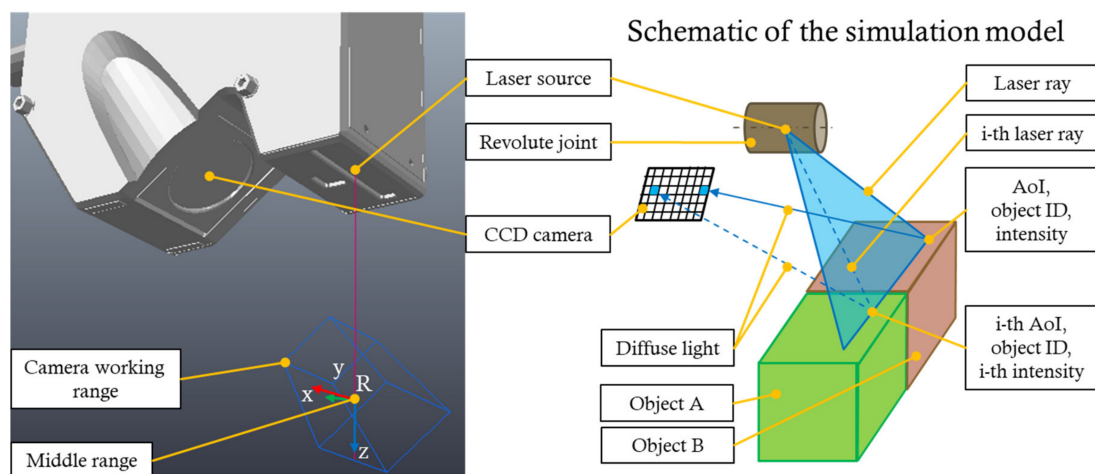 Schematic of the simulation model
Laser source
Revolute joint
CCD camera
Camera working
range
Middle range
x
y
R
z
Laser ray
i-th laser ray
AoI,
object ID,
intensity
i-th AoI,
object ID,
i-th intensity
Diffuse light
Object A
Object B